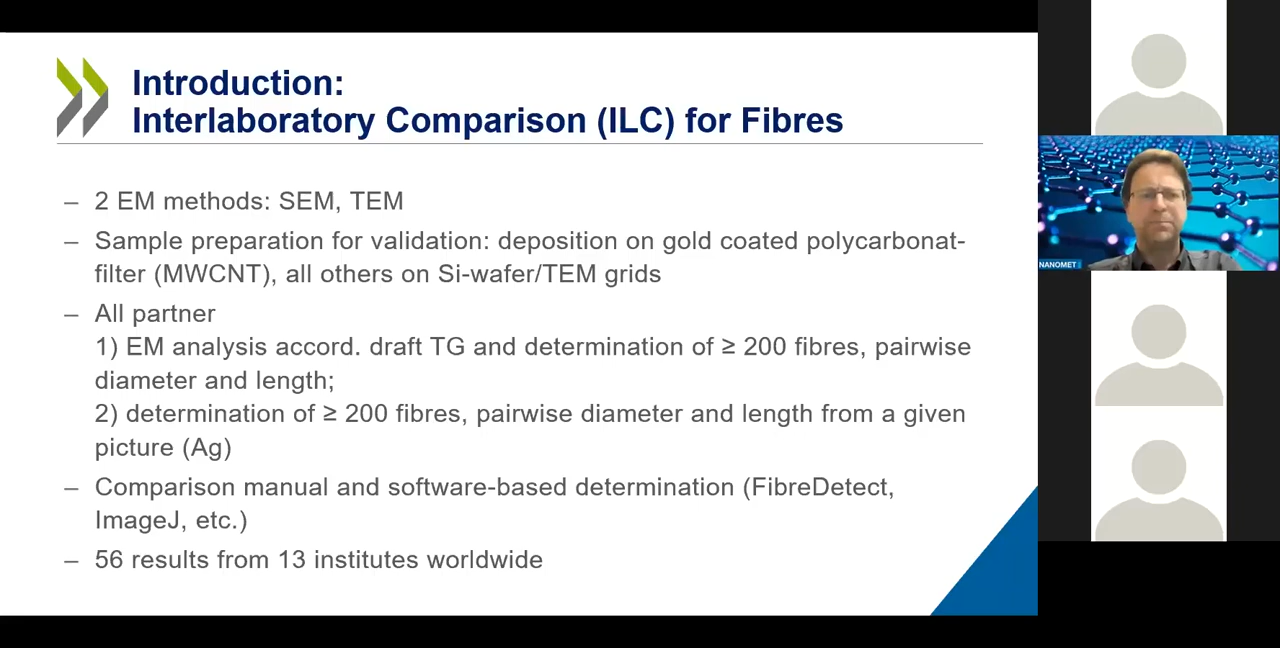 Introduction:
Interlaboratory Comparison (ILC) for Fibres
– 2 EM methods: SEM, TEM
– Sample preparation for validation: deposition on gold coated polycarbonat-
filter (MWCNT), all others on Si-wafer/TEM grids
– All partner
1) EM analysis accord. draft TG and determination of ≥ 200 fibres, pairwise
diameter and length;
2) determination of ≥ 200 fibres, pairwise diameter and length from a given
picture (Ag)
– Comparison manual and software-based determination (FibreDetect,
ImageJ, etc.)
– 56 results from 13 institutes worldwide
NANOMET